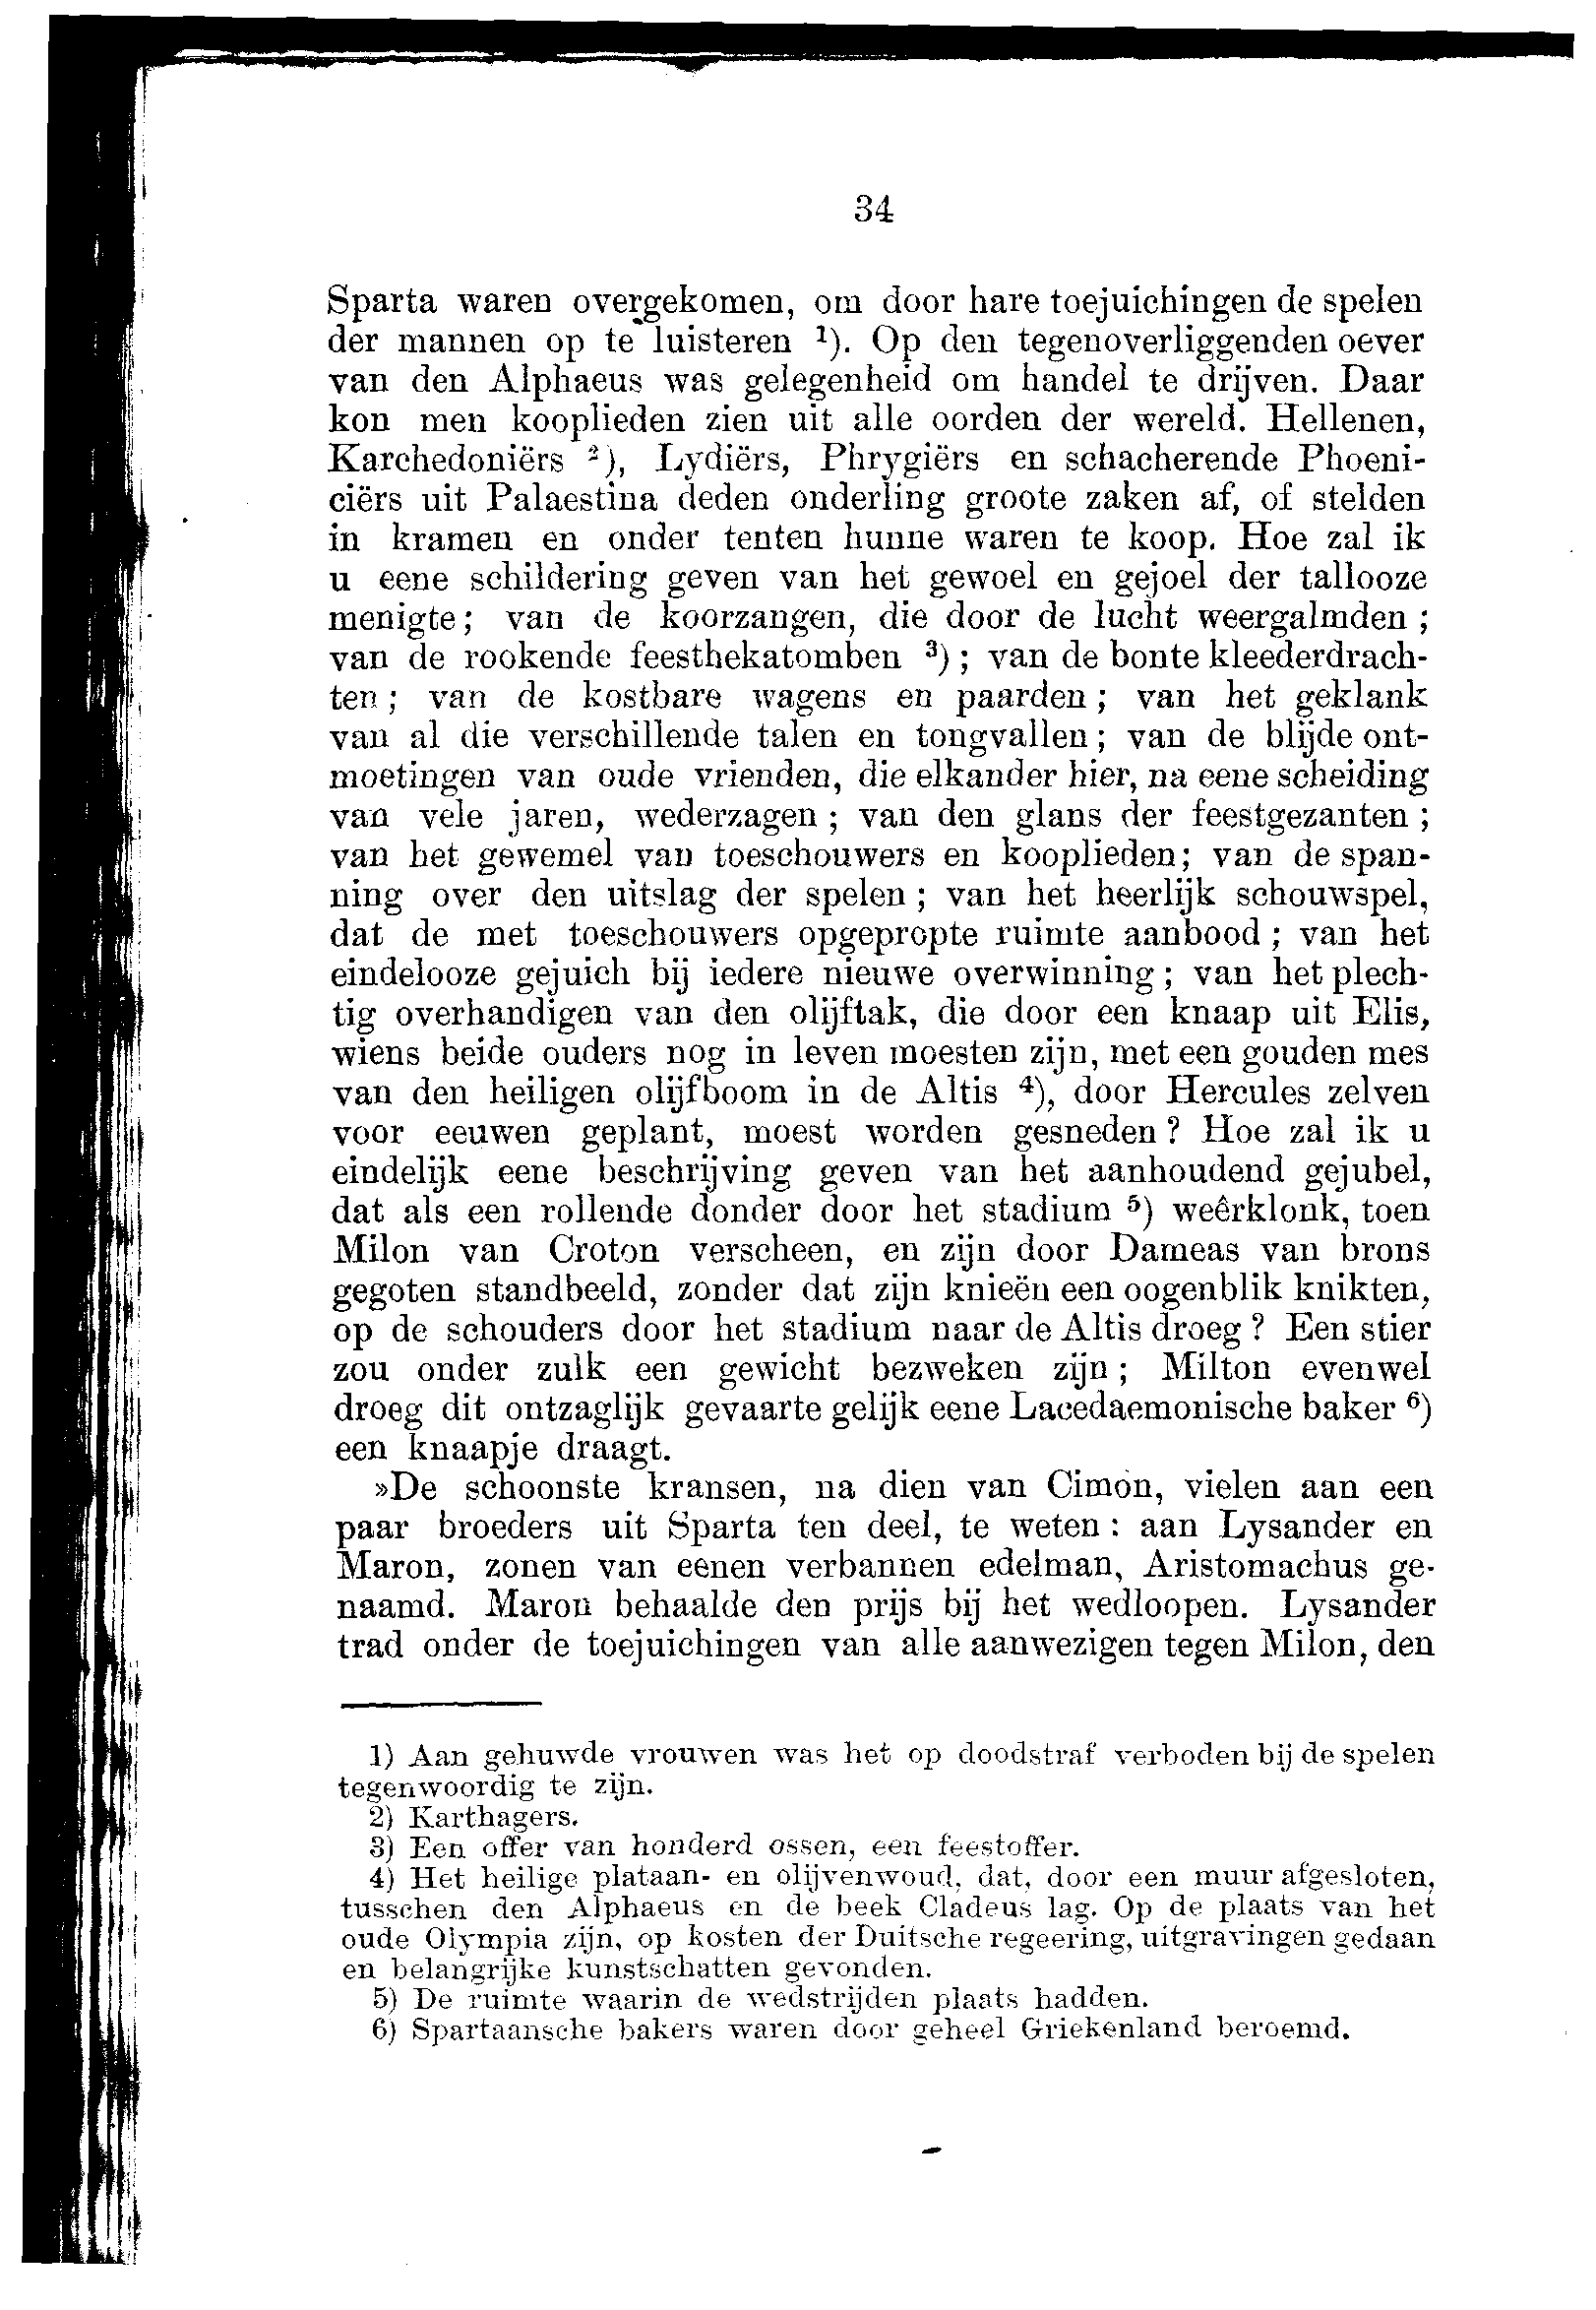 34
Sparta waren overgekomen, om door hare toejuichingen de spelen
der mannen op te luisteren ¹). Op den tegenoverliggenden oever
van den Alphaeus was gelegenheid om handel te drijven. Daar
kon men kooplieden zien uit alle oorden der wereld. Hellenen,
Karchedoniërs ²), Lydiërs, Phrygiërs en schacherende Phoeni-
ciërs uit Palaestina deden onderling groote zaken af, of stelden
in kramen en onder tenten hunne waren te koop. Hoe zal ik
u eene schildering geven van het gewoel en gejoel der tallooze
menigte; van de koorzangen, die door de lucht weergalmden ;
van de rookende feesthekatomben ³) ; van de bonte kleederdrach-
ten ; van de kostbare wagens en paarden ; van het geklank
van al die verschillende talen en tongvallen ; van de blijde ont-
moetingen van oude vrienden, die elkander hier, na eene scheiding
van vele jaren, wederzagen ; van den glans der feestgezanten ;
van het gewemel van toeschouwers en kooplieden; van de span-
ning over den uitslag der spelen ; van het heerlijk schouwspel,
dat de met toeschouwers opgepropte ruimte aanbood ; van het
eindelooze gejuich bij iedere nieuwe overwinning ; van het plech-
tig overhandigen van den olijftak, die door een knaap uit Elis,
wiens beide ouders nog in leven moesten zijn, met een gouden mes
van den heiligen olijfboom in de Altis ⁴), door Hercules zelven
voor eeuwen geplant, moest worden gesneden ? Hoe zal ik u
eindelijk eene beschrijving geven van het aanhoudend gejubel,
dat als een rollende donder door het stadium ⁵) weêrklonk, toen
Milon van Croton verscheen, en zijn door Dameas van brons
gegoten standbeeld, zonder dat zijn knieën een oogenblik knikten,
op de schouders door het stadium naar de Altis droeg ? Een stier
zou onder zulk een gewicht bezweken zijn ; Milton evenwel
droeg dit ontzaglijk gevaarte gelijk eene Lacedaemonische baker ⁶)
een knaapje draagt.
»De schoonste kransen, na dien van Cimon, vielen aan een
paar broeders uit Sparta ten deel, te weten : aan Lysander en
Maron, zonen van eenen verbannen edelman, Aristomachus ge-
naamd. Maron behaalde den prijs bij het wedloopen. Lysander
trad onder de toejuichingen van alle aanwezigen tegen Milon, den
1) Aan gehuwde vrouwen was het op doodstraf verboden bij de spelen
tegenwoordig te zijn.
2) Karthagers.
3) Een offer van honderd ossen, een feestoffer.
4) Het heilige plataan- en olijvenwoud, dat, door een muur afgesloten,
tusschen den Alphaeus en de beek Cladeus lag. Op de plaats van het
oude Olympia zijn, op kosten der Duitsche regeering, uitgravingen gedaan
en belangrijke kunstschatten gevonden.
5) De ruimte waarin de wedstrijden plaats hadden.
6) Spartaansche bakers waren door geheel Griekenland beroemd.